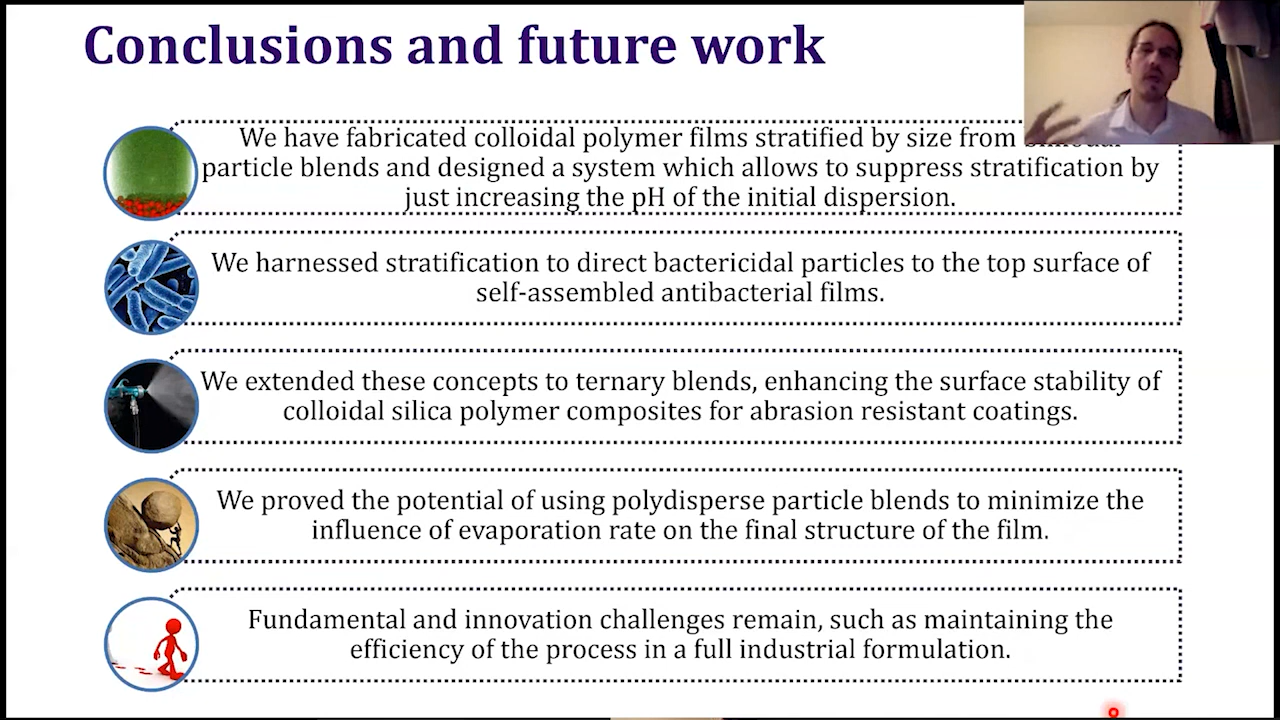 Conclusions and future work
We have fabricated colloidal polymer films stratified by size from
particle blends and designed a system which allows to suppress stratification by
just increasing the pH of the initial dispersion.
We harnessed stratification to direct bactericidal particles to the top surface of
self-assembled antibacterial films.
We extended these concepts to ternary blends, enhancing the surface stability of
colloidal silica polymer composites for abrasion resistant coatings.
We proved the potential of using polydisperse particle blends to minimize the
influence of evaporation rate on the final structure of the film.
Fundamental and innovation challenges remain, such as maintaining the
efficiency of the process in a full industrial formulation.